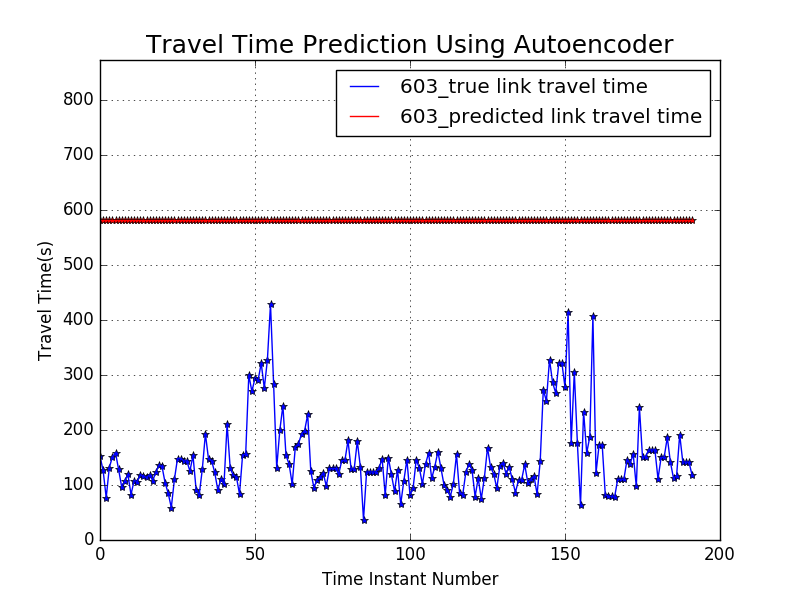 Travel Time Prediction Using Autoencoder
603_true link travel time
603_predicted link travel time
800
700
600
500
400
300
200
100
0
Travel Time(s)
0 50 100 150 200
Time Instant Number